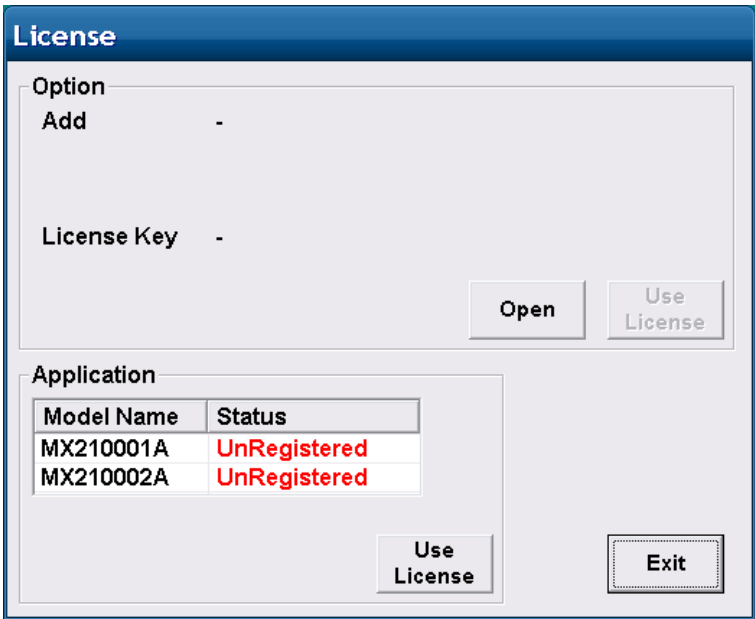 License
Option
Add -
License Key -
Open
Use
License
Application
Model Name Status
MX210001A UnRegistered
MX210002A UnRegistered
Use
License
Exit